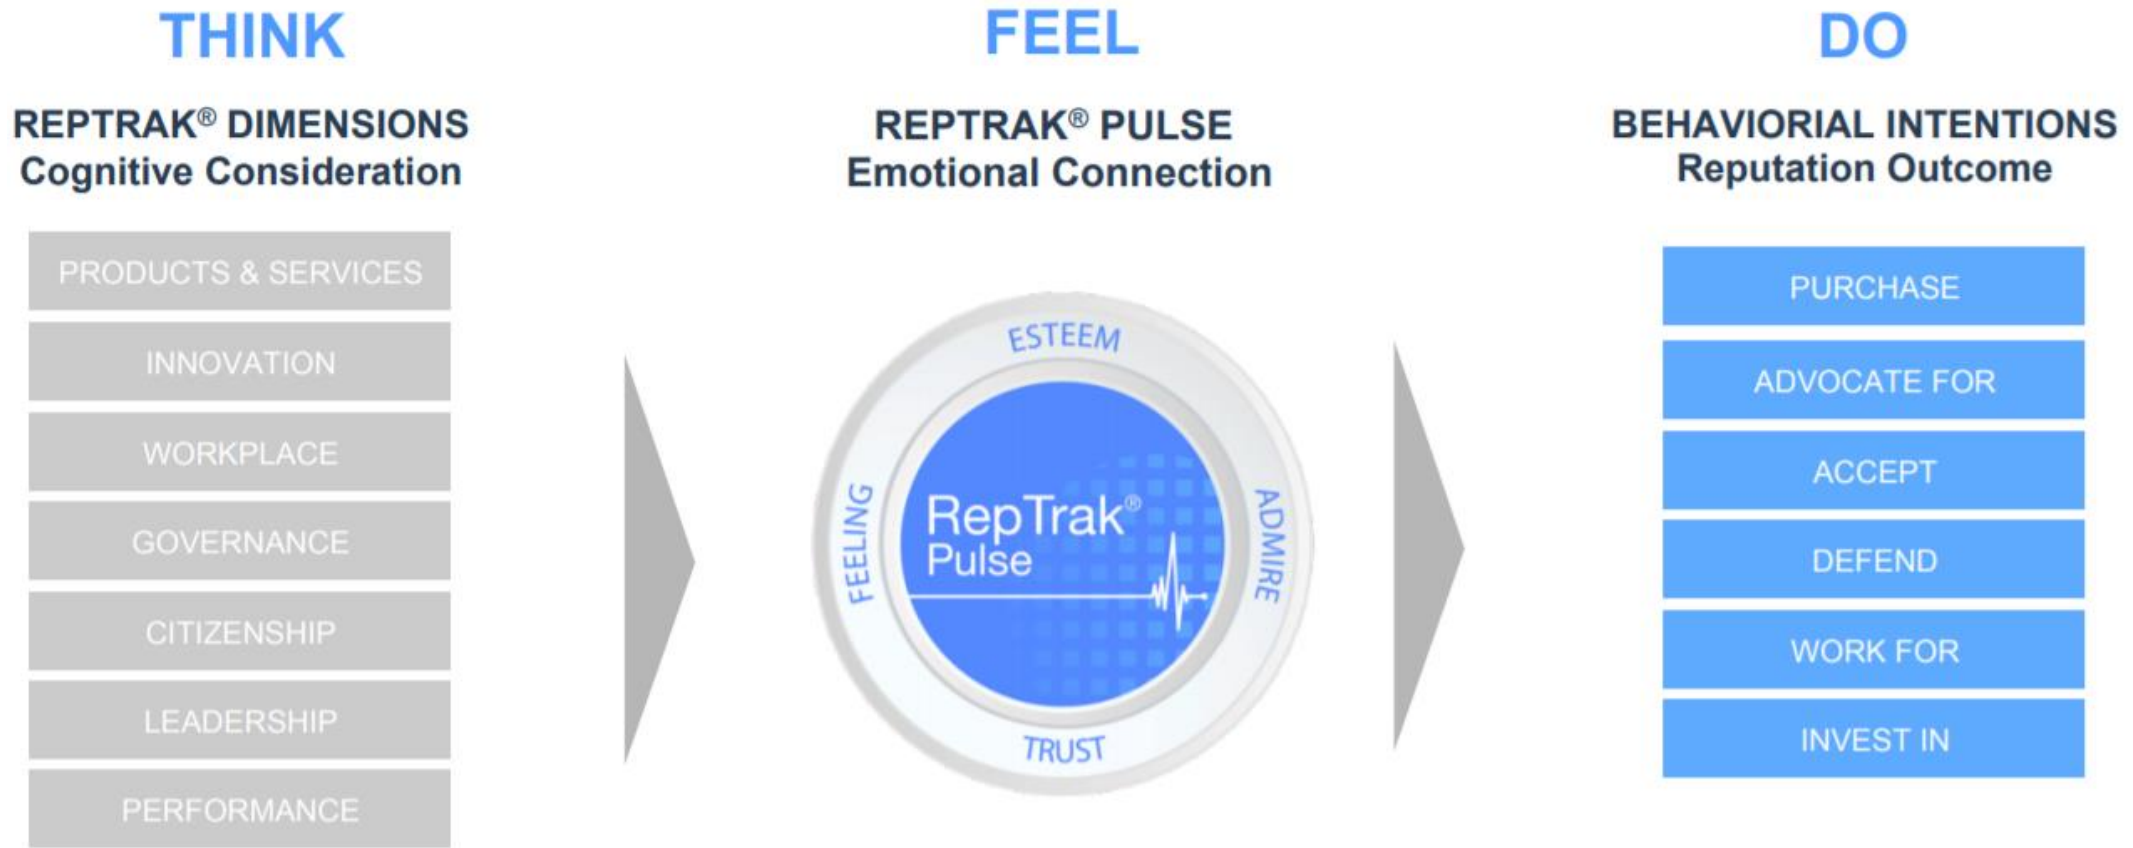 THINK
REPTRAK® DIMENSIONS
Cognitive Consideration
PRODUCTS & SERVICES
INNOVATION
WORKPLACE
GOVERNANCE
CITIZENSHIP
LEADERSHIP
PERFORMANCE
FEEL
REPTRAK® PULSE
Emotional Connection
ESTEEM
FEELING
RepTrak®
Pulse
ADMIRE
TRUST
DO
BEHAVIORIAL INTENTIONS
Reputation Outcome
PURCHASE
ADVOCATE FOR
ACCEPT
DEFEND
WORK FOR
INVEST IN